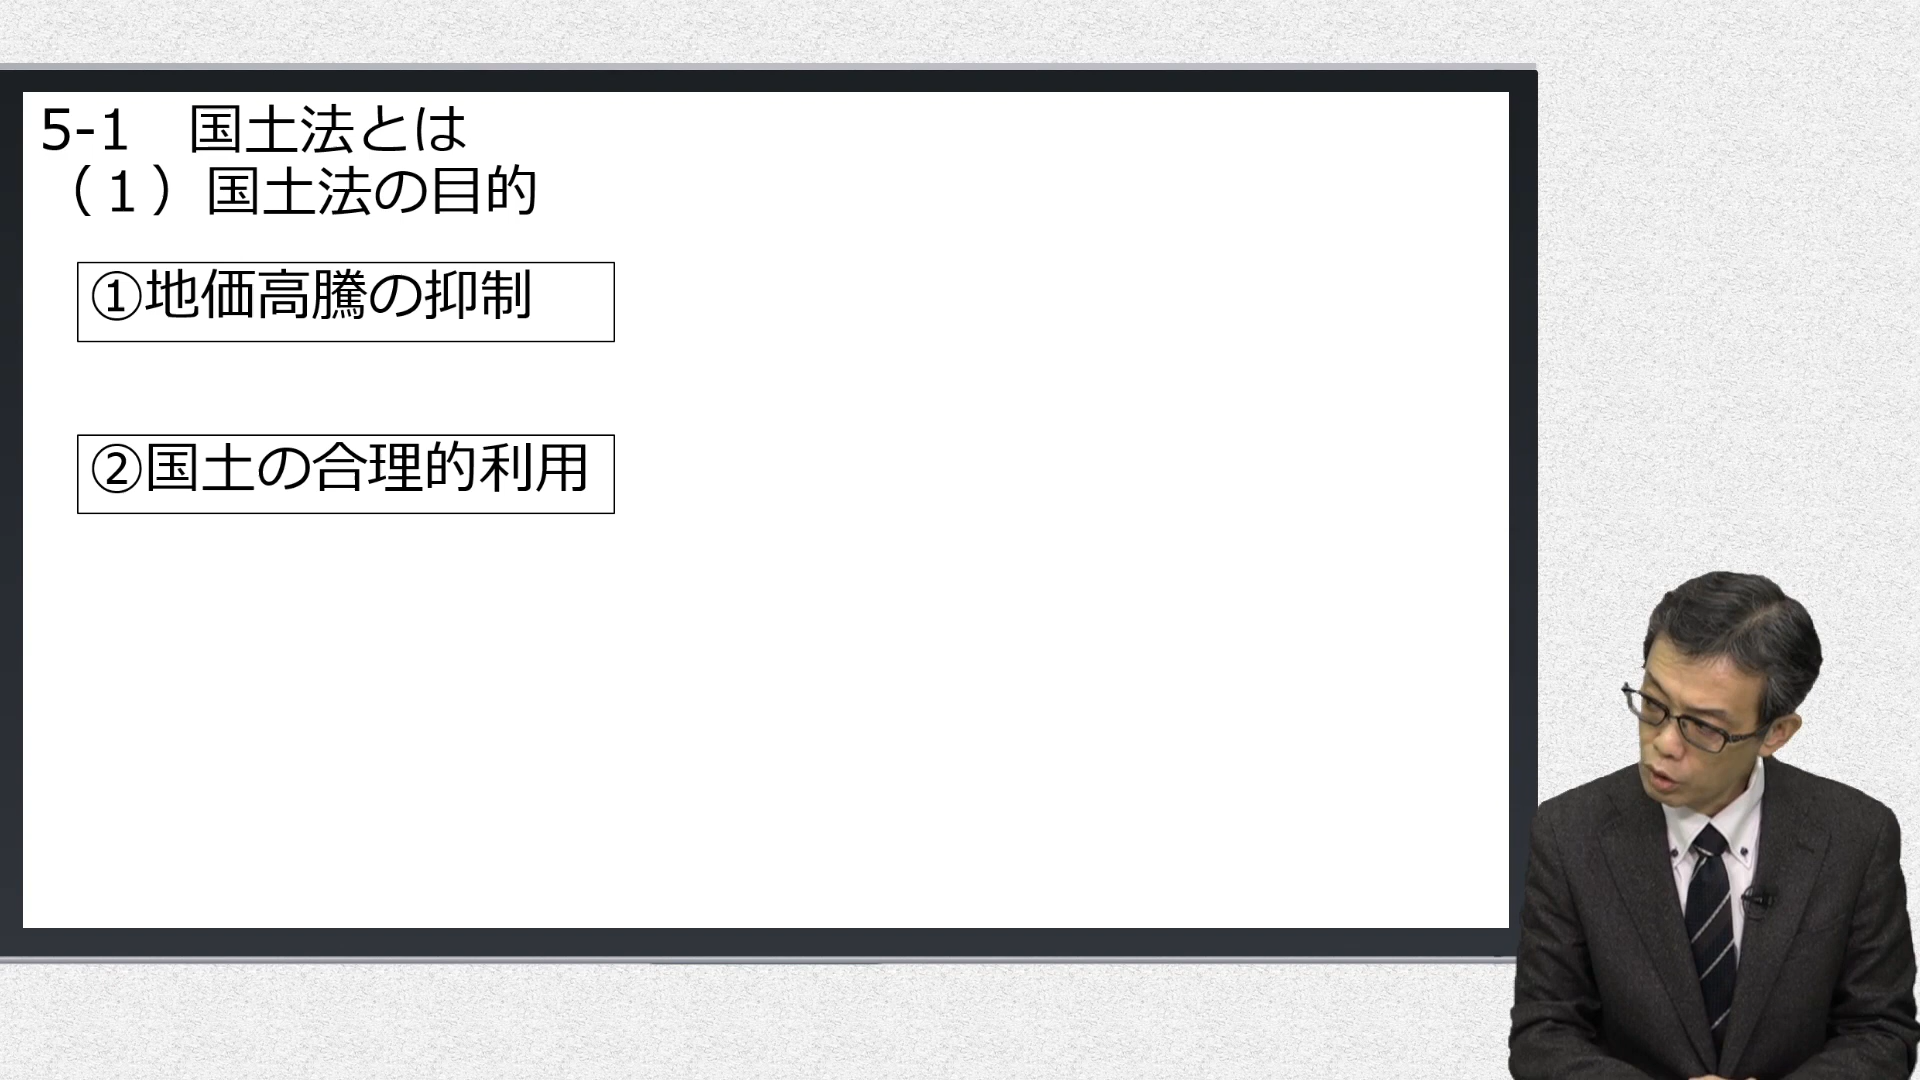 5-1　国土法とは
（１）国土法の目的
①地価高騰の抑制
②国土の合理的利用